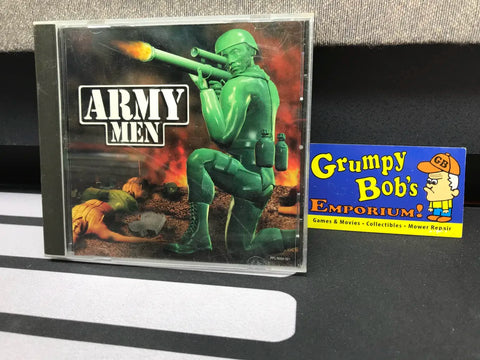 ARMY
MEN
GB
Grumpy
Bob's
EMPORIUM!
Games & Movies • Collectibles • Mower Repair